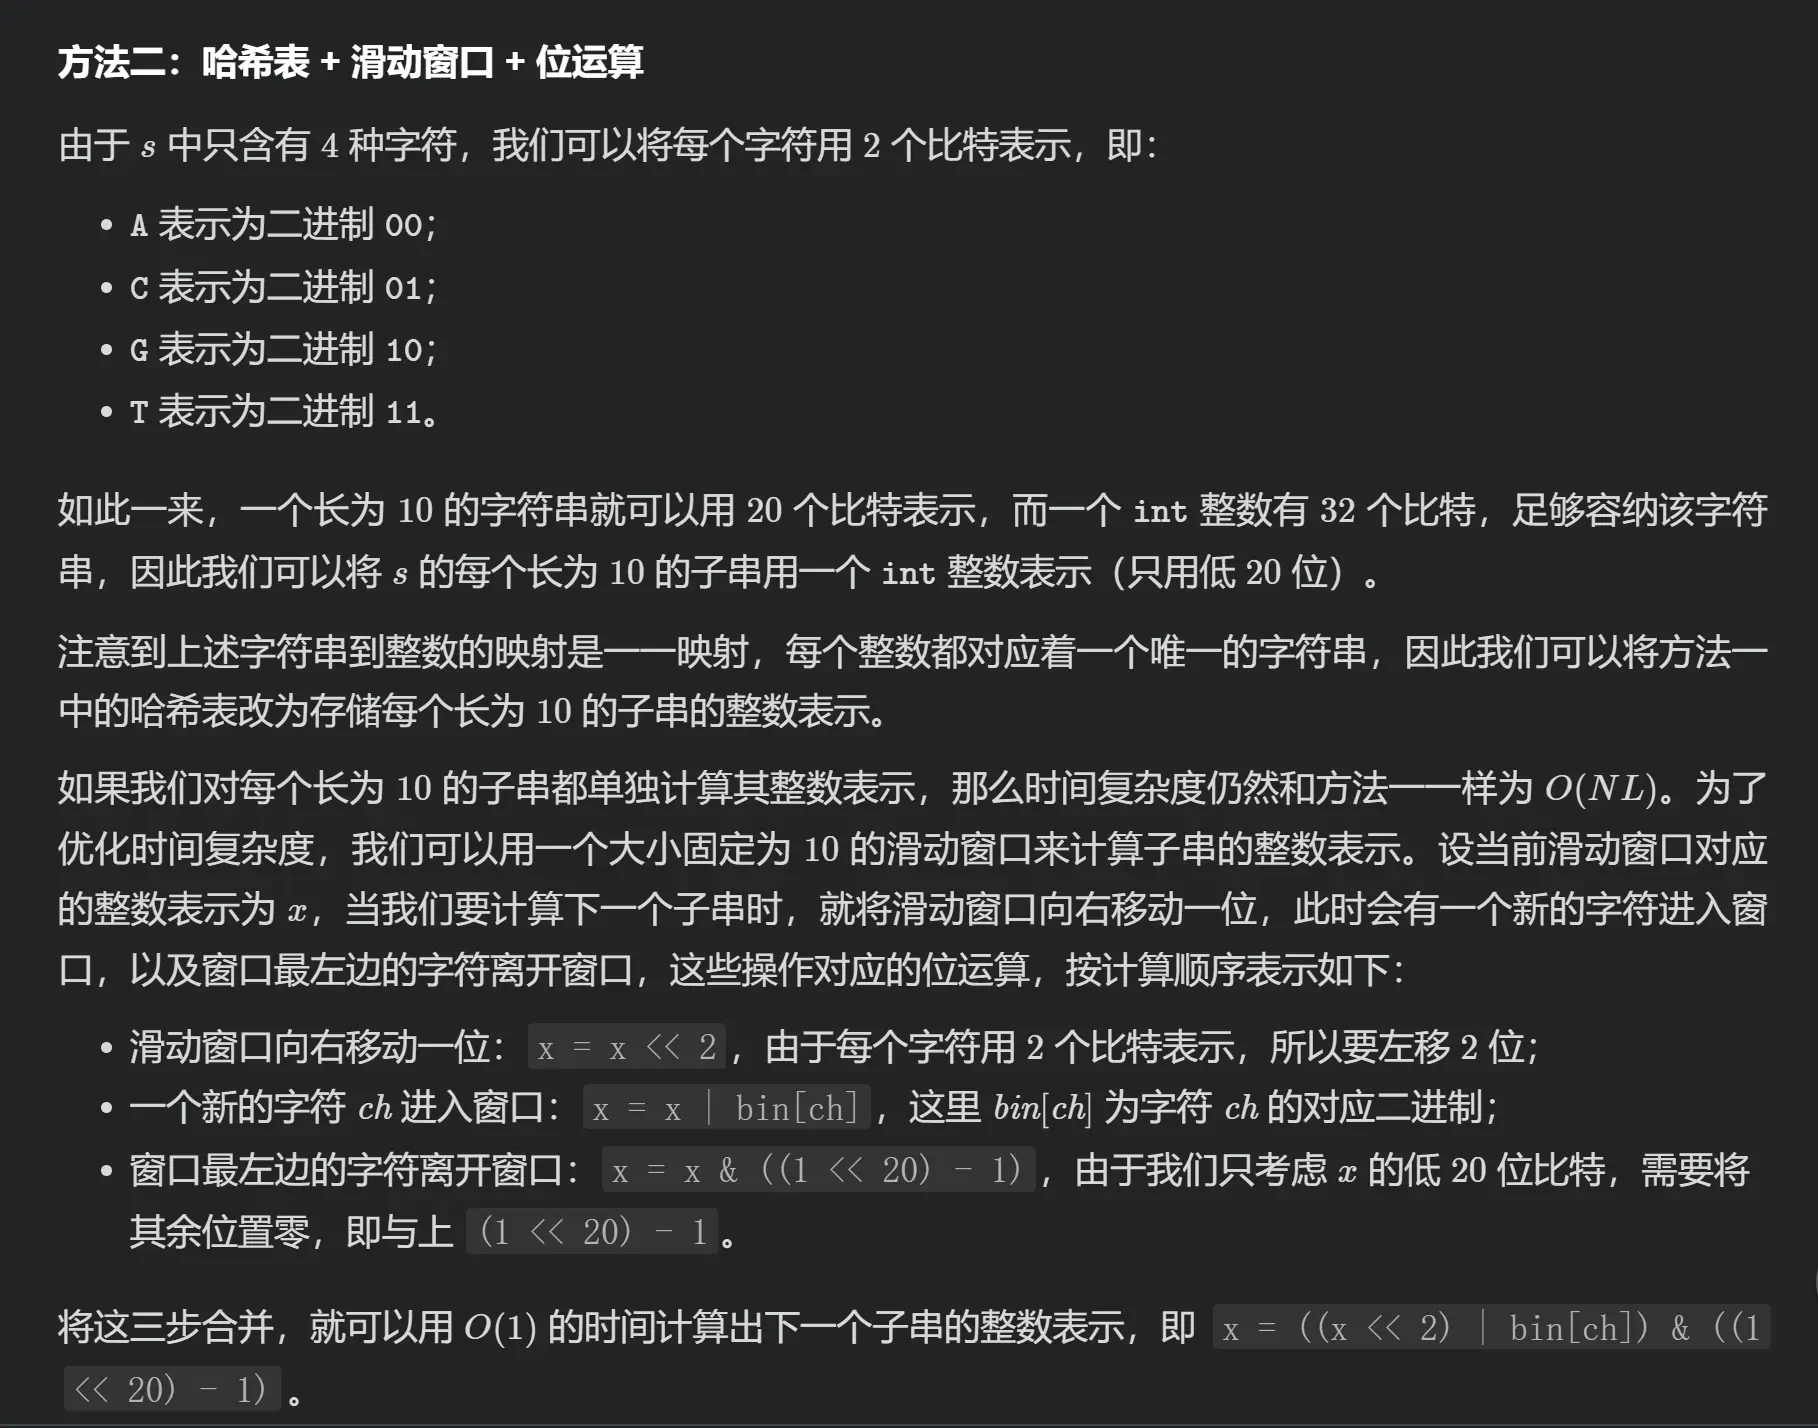 方法二：哈希表 + 滑动窗口 + 位运算
由于 s 中只含有 4 种字符，我们可以将每个字符用 2 个比特表示，即：
• A 表示为二进制 00；
• C 表示为二进制 01；
• G 表示为二进制 10；
• T 表示为二进制 11。
如此一来，一个长为 10 的字符串就可以用 20 个比特表示，而一个 int 整数有 32 个比特，足够容纳该字符
串，因此我们可以将 s 的每个长为 10 的子串用一个 int 整数表示（只用低 20 位）。
注意到上述字符串到整数的映射是一一映射，每个整数都对应着一个唯一的字符串，因此我们可以将方法一
中的哈希表改为存储每个长为 10 的子串的整数表示。
如果我们对每个长为 10 的子串都单独计算其整数表示，那么时间复杂度仍然和方法一一样为 O(NL)。为了
优化时间复杂度，我们可以用一个大小固定为 10 的滑动窗口来计算子串的整数表示。设当前滑动窗口对应
的整数表示为 x，当我们要计算下一个子串时，就将滑动窗口向右移动一位，此时会有一个新的字符进入窗
口，以及窗口最左边的字符离开窗口，这些操作对应的位运算，按计算顺序表示如下：
• 滑动窗口向右移动一位：x = x << 2，由于每个字符用 2 个比特表示，所以要左移 2 位；
• 一个新的字符 ch 进入窗口：x = x | bin[ch]，这里 bin[ch] 为字符 ch 的对应二进制；
• 窗口最左边的字符离开窗口：x = x & ((1 << 20) - 1)，由于我们只考虑 x 的低 20 位比特，需要将
其余位置零，即与上 (1 << 20) - 1。
将这三步合并，就可以用 O(1) 的时间计算出下一个子串的整数表示，即 x = ((x << 2) | bin[ch]) & ((1
<< 20) - 1)。